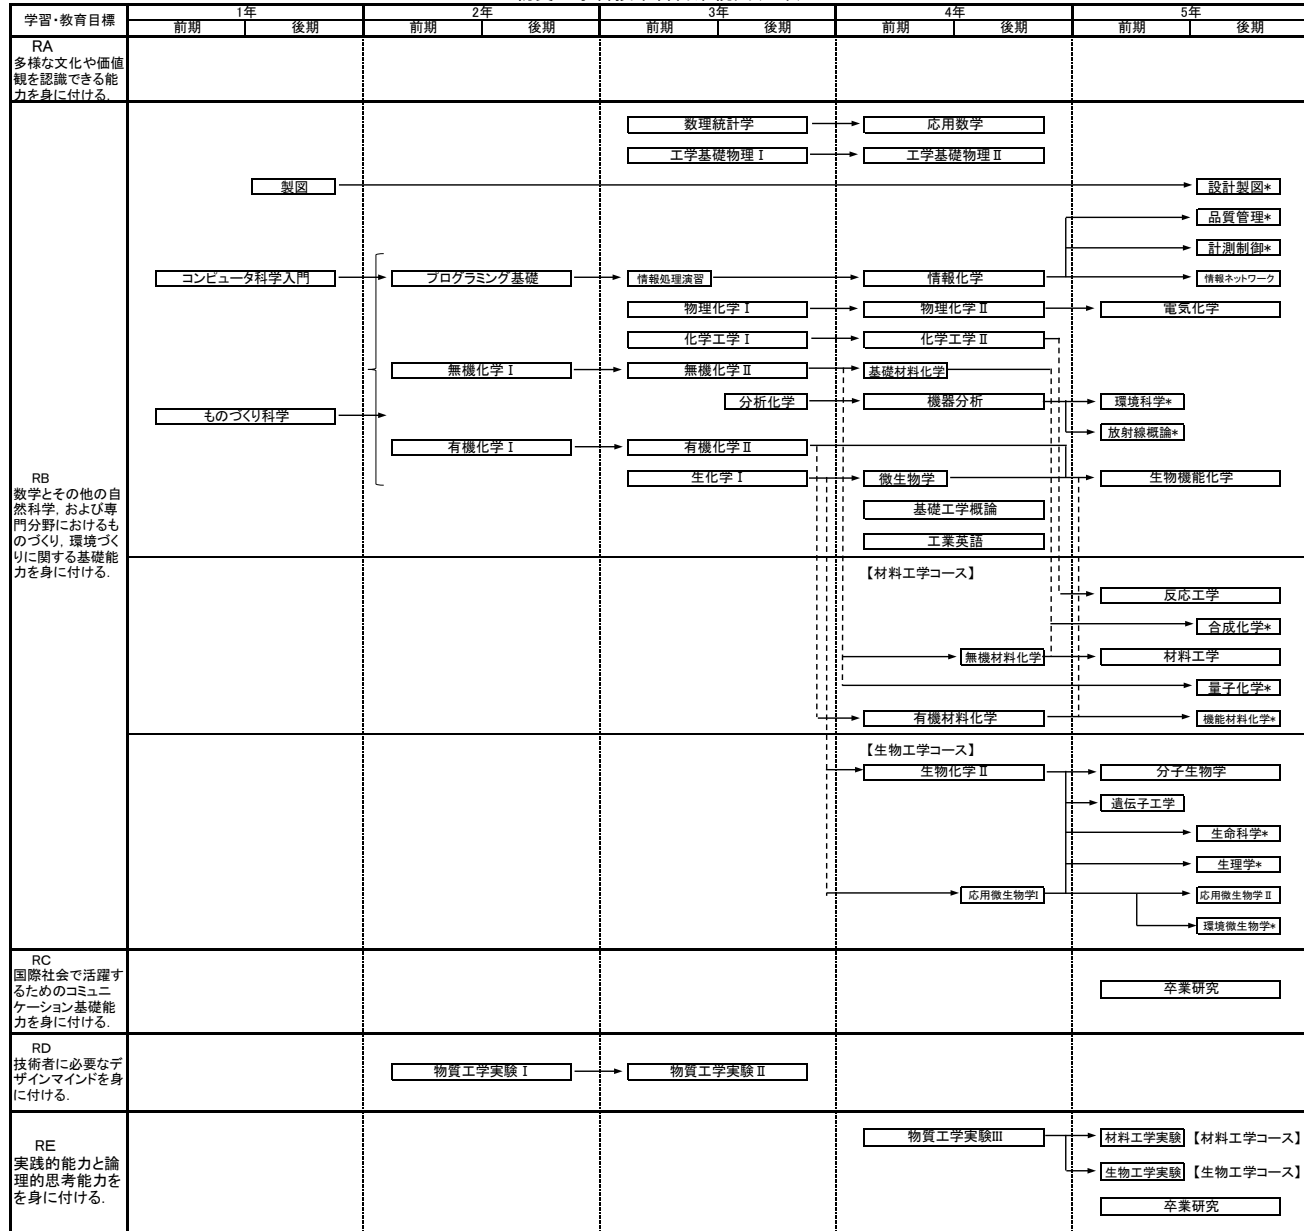 学習・教育目標
1年
2年
3年
4年
5年
前期
後期
前期
後期
前期
後期
前期
後期
前期
後期
RA
多様な文化や価値
観を認識できる能
力を身に付ける.
RB
数学とその他の自
然科学, および専
門分野におけるも
のづくり, 環境づく
りに関する基礎能
力を身に付ける.
数理統計学
応用数学
工学基礎物理Ⅰ
工学基礎物理Ⅱ
製図
設計製図*
品質管理*
計測制御*
コンピュータ科学入門
プログラミング基礎
情報処理演習
情報化学
情報ネットワーク
物理化学Ⅰ
物理化学Ⅱ
電気化学
化学工学Ⅰ
化学工学Ⅱ
無機化学Ⅰ
無機化学Ⅱ
基礎材料化学
分析化学
機器分析
環境科学*
ものづくり科学
放射線概論*
有機化学Ⅰ
有機化学Ⅱ
生化学Ⅰ
微生物学
生物機能化学
基礎工学概論
工業英語
【材料工学コース】
反応工学
合成化学*
無機材料化学
材料工学
量子化学*
有機材料化学
機能材料化学*
【生物工学コース】
生物化学Ⅱ
分子生物学
遺伝子工学
生命科学*
生理学*
応用微生物学Ⅰ
応用微生物学Ⅱ
環境微生物学*
RC
国際社会で活躍す
るためのコミュニ
ケーション基礎能
力を身に付ける.
卒業研究
RD
技術者に必要なデ
ザインマインドを身
に付ける.
物質工学実験Ⅰ
物質工学実験Ⅱ
RE
実践的能力と論
理的思考能力を
を身に付ける.
物質工学実験Ⅲ
材料工学実験【材料工学コース】
生物工学実験【生物工学コース】
卒業研究